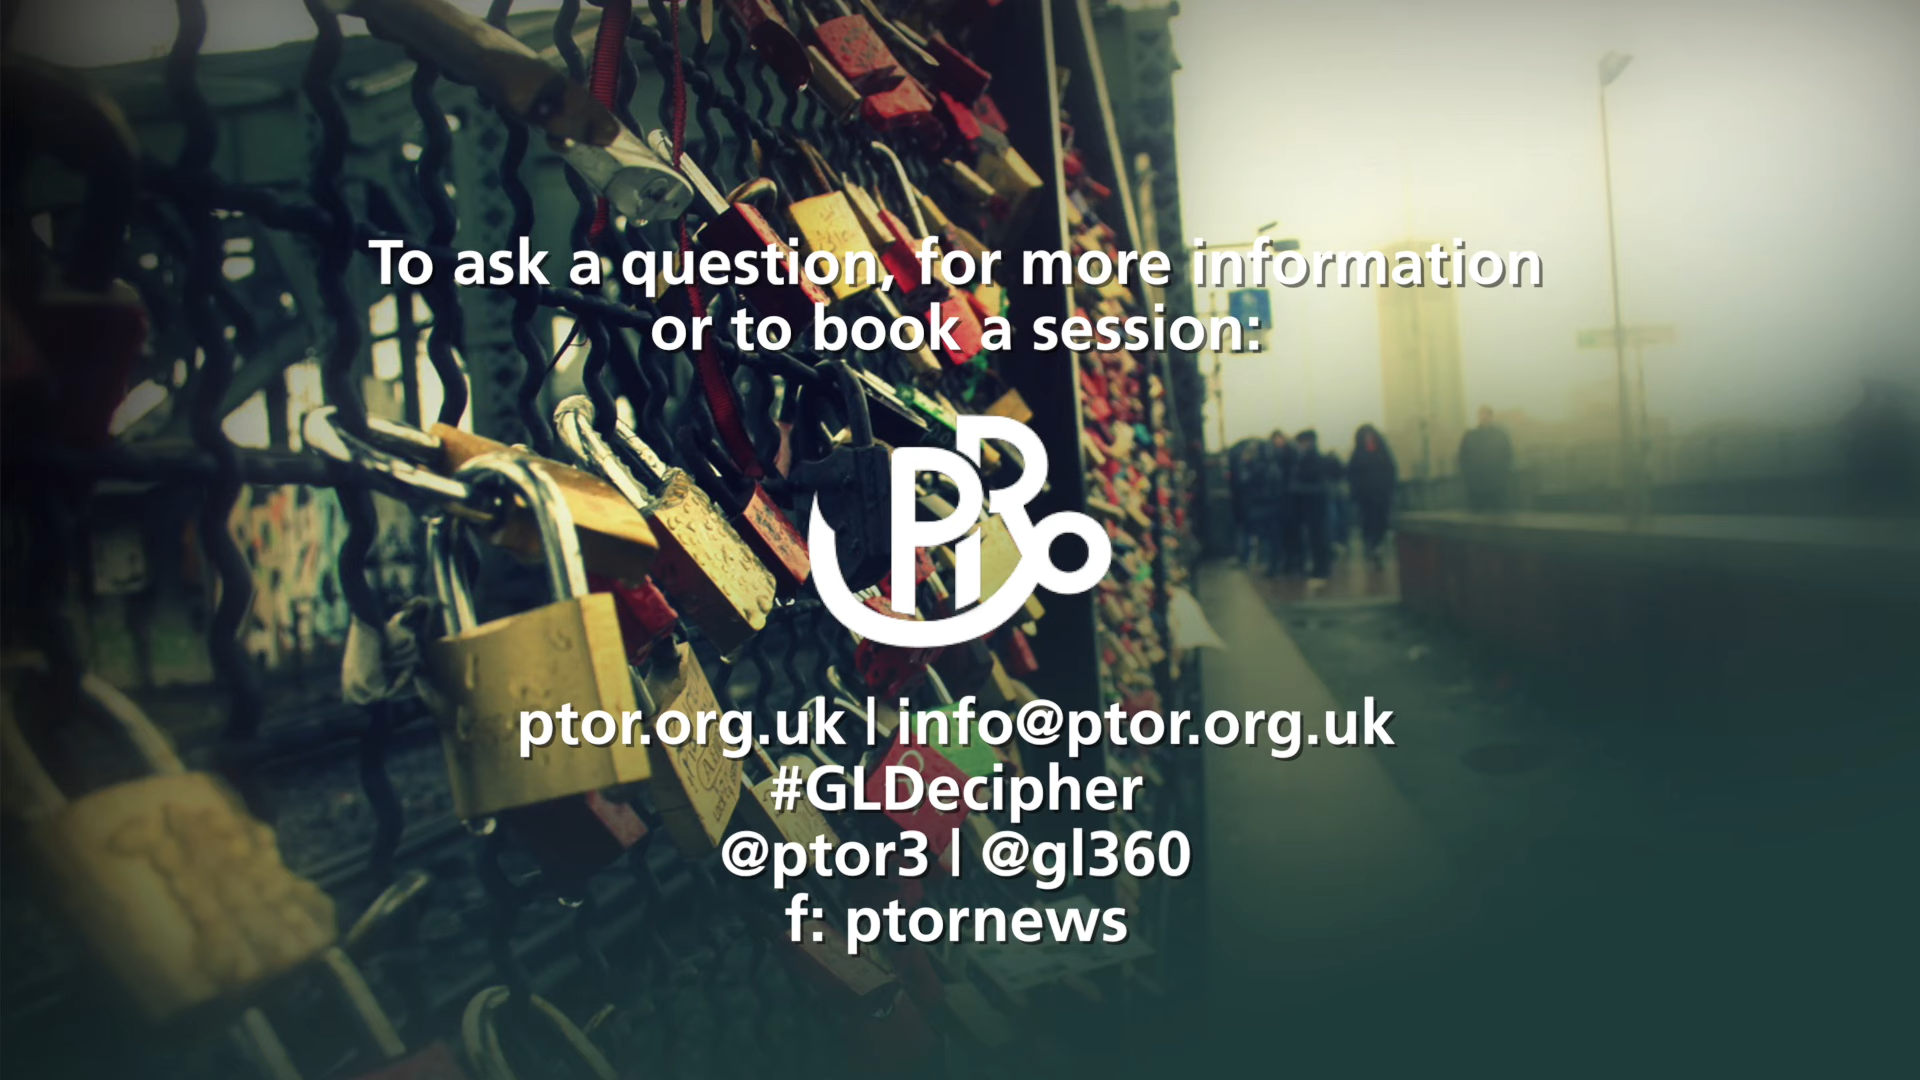 To ask a question, for more information
or to book a session:
ptor.org.uk | info@ptor.org.uk
#GLDecipher
@ptor3 | @gl360
f: ptornews